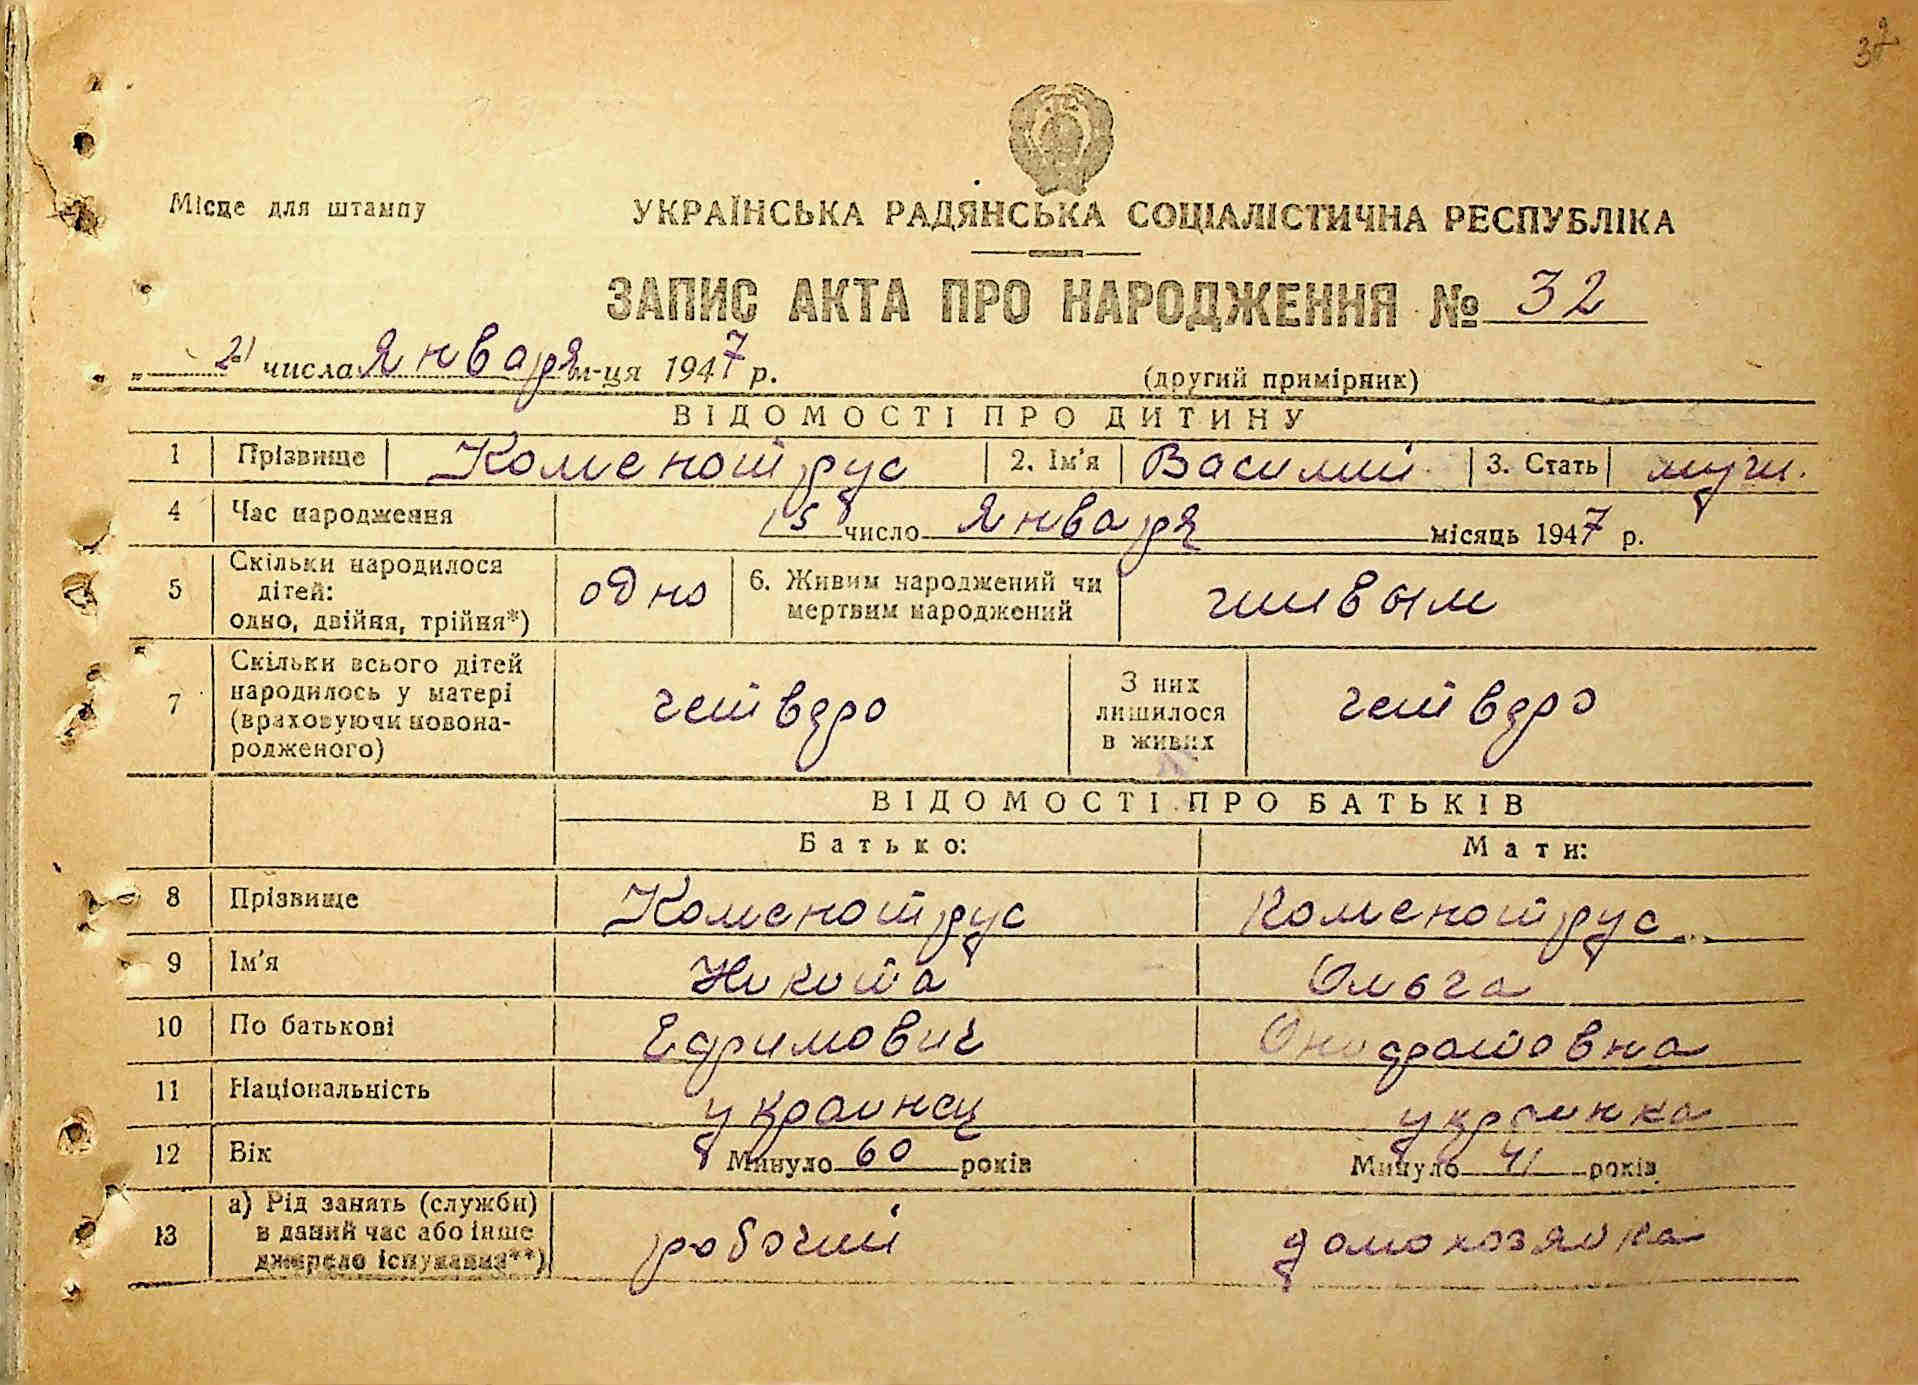 32
Місце для штампу
УКРАЇНСЬКА РАДЯНСЬКА СОЦІАЛІСТИЧНА РЕСПУБЛІКА
ЗАПИС АКТА ПРО НАРОДЖЕННЯ № 32
„ 21 числа января м-ця 1947 р.
(другий примірник)
ВІДОМОСТІ ПРО ДИТИНУ
1 Прізвище Коменотрус 2. Ім'я Василий 3. Стать муж.
4 Час народження 15 число января місяць 1947 р.
5 Скільки народилося дітей: одно, двійня, трійня*) одно 6. Живим народжений чи мертвим народжений живым
7 Скільки всього дітей народилось у матері (враховуючи новонародженого) четверо З них лишилося в живих четверо
ВІДОМОСТІ ПРО БАТЬКІВ
Батько: Мати:
8 Прізвище Коменотрус Коменотрус
9 Ім'я Никита Ольга
10 По батькові Ефимович
11 Національність украинец украинка
12 Вік Минуло 60 років Минуло 41 років
13 а) Рід занять (служби) в даний час або інше джерело існування**) робочий домохозяйка